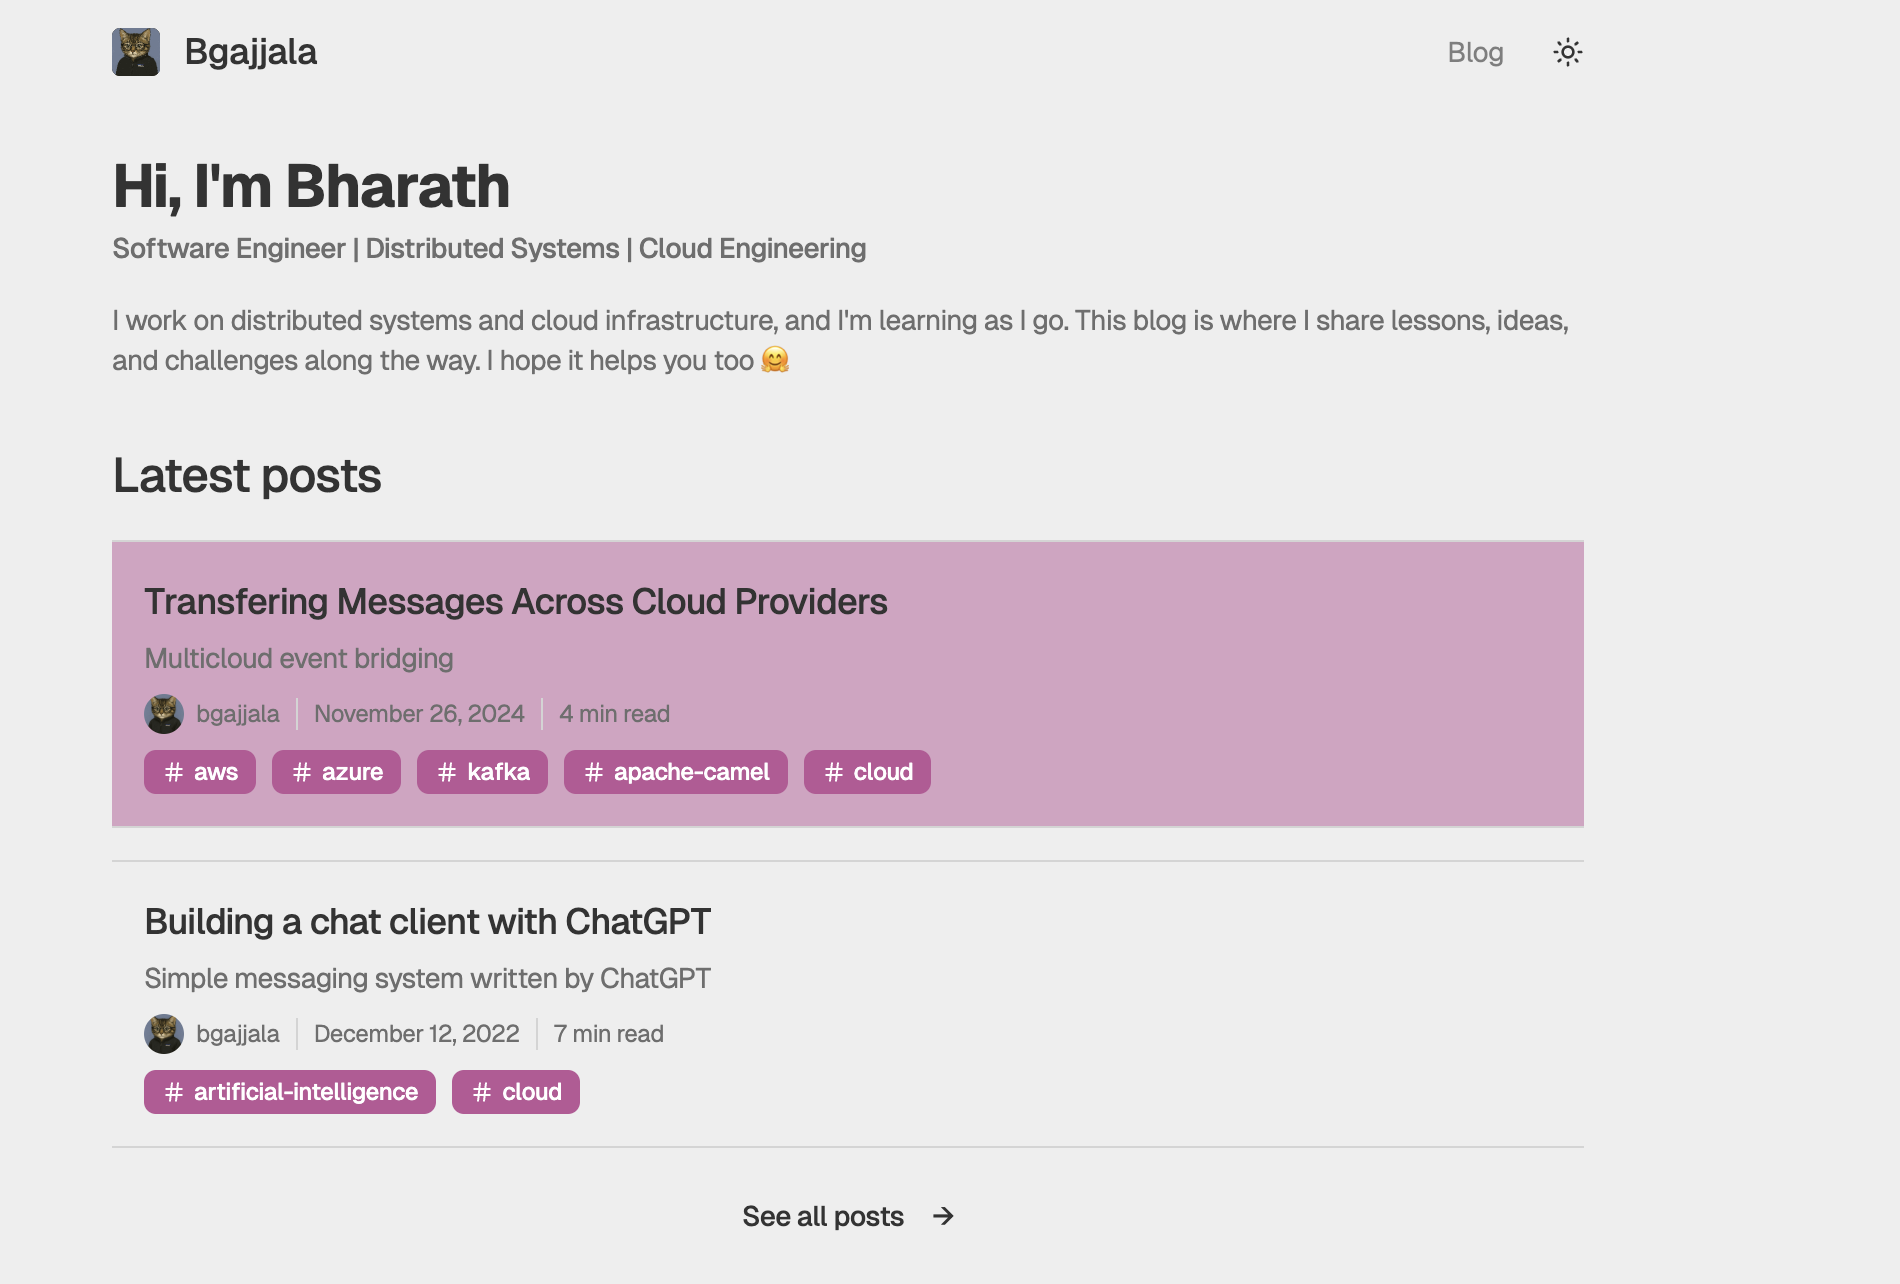 Bgajjala
Blog
Hi, I'm Bharath
Software Engineer | Distributed Systems | Cloud Engineering
I work on distributed systems and cloud infrastructure, and I'm learning as I go. This blog is where I share lessons, ideas,
and challenges along the way. I hope it helps you too 🤗
Latest posts
Transfering Messages Across Cloud Providers
Multicloud event bridging
bgajjala | November 26, 2024 | 4 min read
# aws # azure # kafka # apache-camel # cloud
Building a chat client with ChatGPT
Simple messaging system written by ChatGPT
bgajjala | December 12, 2022 | 7 min read
# artificial-intelligence # cloud
See all posts →